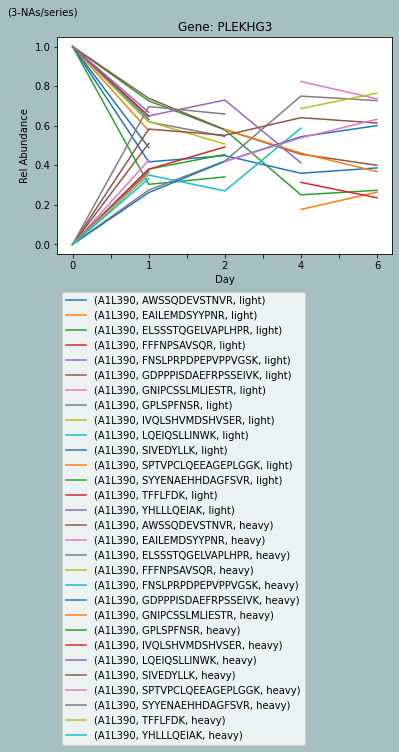 (3-NAs/series)
Gene: PLEKHG3
1.0
0.8
0.6
0.4
0.2
0.0
Rel Abundance
0 1 2 4 6
Day
(A1L390, AWSSQDEVSTNVR, light)
(A1L390, EAILEMDSYYPNR, light)
(A1L390, ELSSSTQGELVAPLHPR, light)
(A1L390, FFFNPSAVSQR, light)
(A1L390, FNSLPRPDPEPVPPVGSK, light)
(A1L390, GDPPPISDAEFRPSSEIVK, light)
(A1L390, GNIPCSSLMLIESTR, light)
(A1L390, GPLSPFNSR, light)
(A1L390, IVQLSHVMDSHVSER, light)
(A1L390, LQEIQSLLINWK, light)
(A1L390, SIVEDYLLK, light)
(A1L390, SPTVPCLQEEAGEPLGGK, light)
(A1L390, SYYENAEHHDAGFSVR, light)
(A1L390, TFFLFDK, light)
(A1L390, YHLLLQEIAK, light)
(A1L390, AWSSQDEVSTNVR, heavy)
(A1L390, EAILEMDSYYPNR, heavy)
(A1L390, ELSSSTQGELVAPLHPR, heavy)
(A1L390, FFFNPSAVSQR, heavy)
(A1L390, FNSLPRPDPEPVPPVGSK, heavy)
(A1L390, GDPPPISDAEFRPSSEIVK, heavy)
(A1L390, GNIPCSSLMLIESTR, heavy)
(A1L390, GPLSPFNSR, heavy)
(A1L390, IVQLSHVMDSHVSER, heavy)
(A1L390, LQEIQSLLINWK, heavy)
(A1L390, SIVEDYLLK, heavy)
(A1L390, SPTVPCLQEEAGEPLGGK, heavy)
(A1L390, SYYENAEHHDAGFSVR, heavy)
(A1L390, TFFLFDK, heavy)
(A1L390, YHLLLQEIAK, heavy)